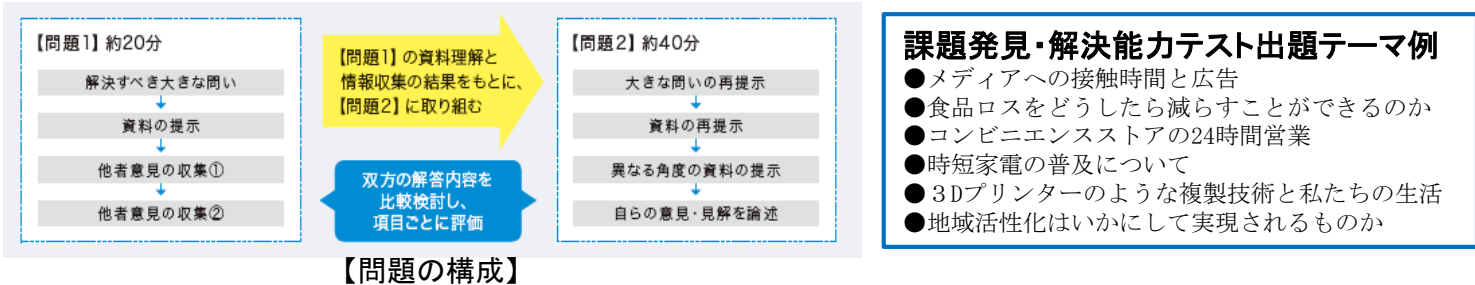 【問題1】約20分
解決すべき大きな問い
資料の提示
他者意見の収集①
他者意見の収集②
【問題1】の資料理解と
情報収集の結果をもとに、
【問題2】に取り組む
双方の解答内容を
比較検討し、
項目ごとに評価
【問題2】約40分
大きな問いの再提示
資料の再提示
異なる角度の資料の提示
自らの意見・見解を論述
【問題の構成】
課題発見・解決能力テスト出題テーマ例
●メディアへの接触時間と広告
●食品ロスをどうしたら減らすことができるのか
●コンビニエンスストアの24時間営業
●時短家電の普及について
●３Dプリンターのような複製技術と私たちの生活
●地域活性化はいかにして実現されるものか